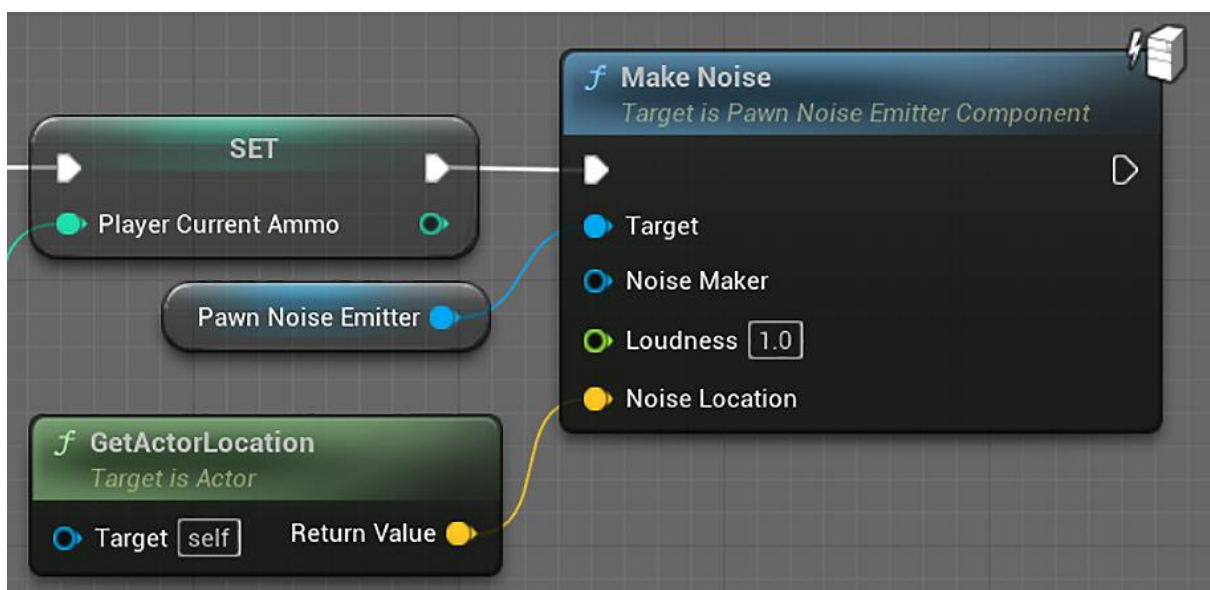 SET
Player Current Ammo
Pawn Noise Emitter
f GetActorLocation
Target is Actor
Target self
Return Value
f Make Noise
Target is Pawn Noise Emitter Component
Target
Noise Maker
Loudness 1.0
Noise Location